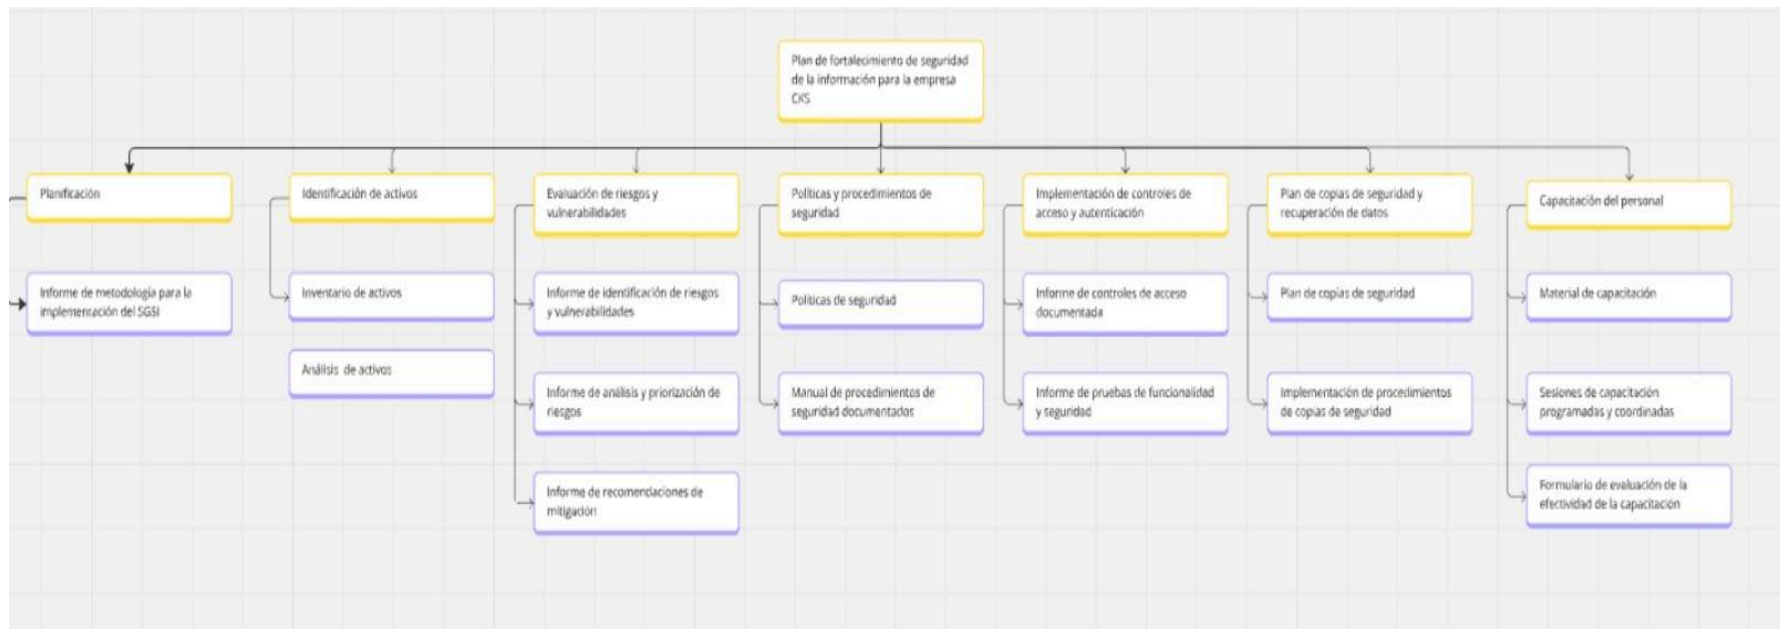 Plan de fortalecimiento de seguridad
de la información para la empresa
CKS
Planificación
Identificación de activos
Evaluación de riesgos y
vulnerabilidades
Políticas y procedimientos de
seguridad
Implementación de controles de
acceso y autenticación
Plan de copias de seguridad y
recuperación de datos
Capacitación del personal
Informe de metodología para la
implementación del SGSI
Inventario de activos
Análisis de activos
Informe de identificación de riesgos
y vulnerabilidades
Informe de análisis y priorización de
riesgos
Informe de recomendaciones de
mitigación
Políticas de seguridad
Manual de procedimientos de
seguridad documentados
Informe de controles de acceso
documentada
Informe de pruebas de funcionalidad
y seguridad
Plan de copias de seguridad
Implementación de procedimientos
de copias de seguridad
Material de capacitación
Sesiones de capacitación
programadas y coordinadas
Formulario de evaluación de la
efectividad de la capacitación